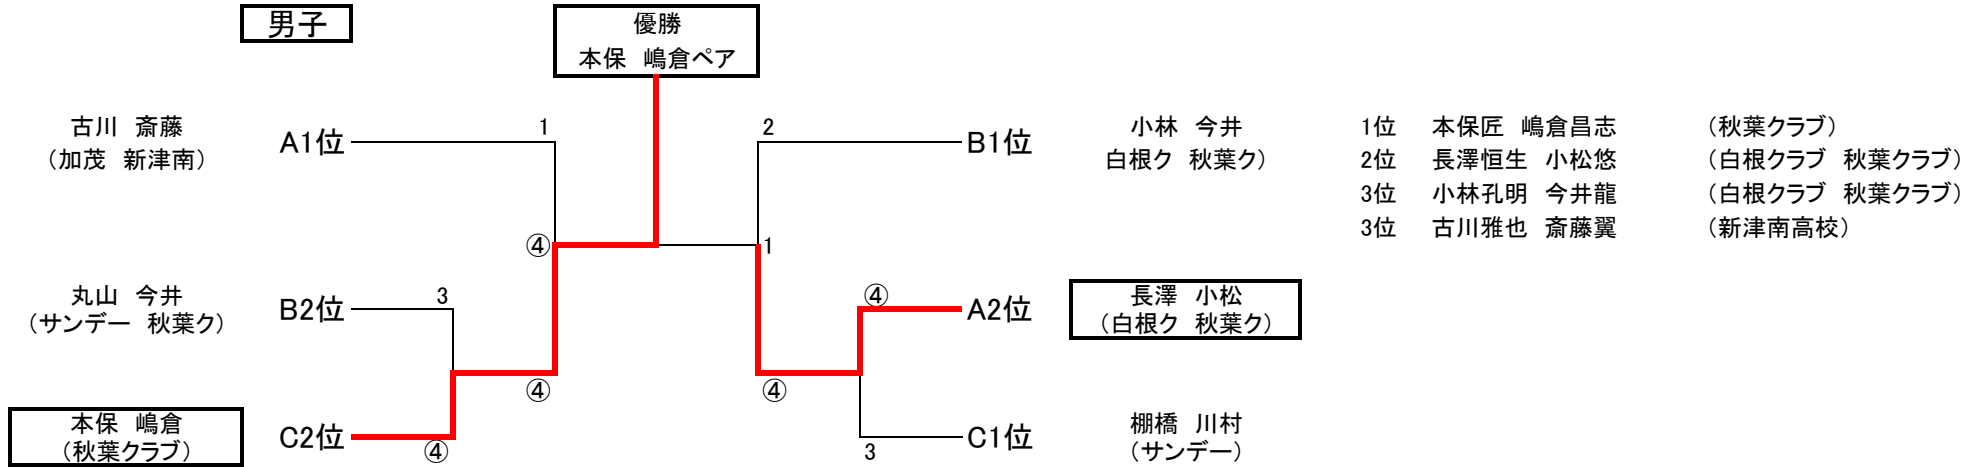 男子
優勝
本保 嶋倉ペア
古川 斎藤
(加茂 新津南)
A1位
1
2
B1位
小林 今井
白根ク 秋葉ク)
1位 本保匠 嶋倉昌志 (秋葉クラブ)
2位 長澤恒生 小松悠 (白根クラブ 秋葉クラブ)
3位 小林孔明 今井龍 (白根クラブ 秋葉クラブ)
3位 古川雅也 斎藤翼 (新津南高校)
④
1
丸山 今井
(サンデー 秋葉ク)
B2位
3
④
A2位
長澤 小松
(白根ク 秋葉ク)
④
④
本保 嶋倉
(秋葉クラブ)
C2位
④
3
C1位
棚橋 川村
(サンデー)